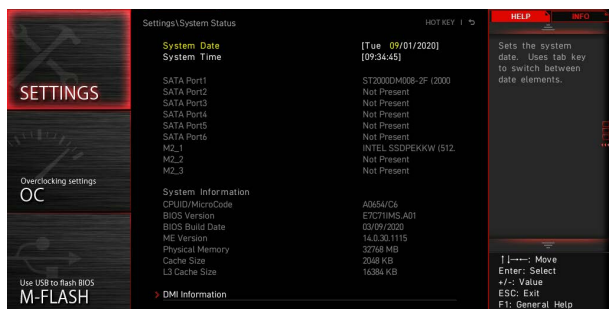 Settings\System Status
HOT KEY
HELP
INFO
SETTINGS
Overclocking settings
OC
Use USB to flash BIOS
M-FLASH
System Date [Tue 09/01/2020]
System Time [09:34:45]
SATA Port1 ST2000DM008-2F (2000
SATA Port2 Not Present
SATA Port3 Not Present
SATA Port4 Not Present
SATA Port5 Not Present
SATA Port6 Not Present
M2_1 INTEL SSDPEKKW (512.
M2_2 Not Present
M2_3 Not Present
System Information
CPUID/MicroCode A0654/C6
BIOS Version E7C71IMS.A01
BIOS Build Date 03/09/2020
ME Version 14.0.30.1115
Physical Memory 32768 MB
Cache Size 2048 KB
L3 Cache Size 16384 KB
> DMI Information
Sets the system
date. Uses tab key
to switch between
date elements.
↑↓→←: Move
Enter: Select
+/-: Value
ESC: Exit
F1: General Help